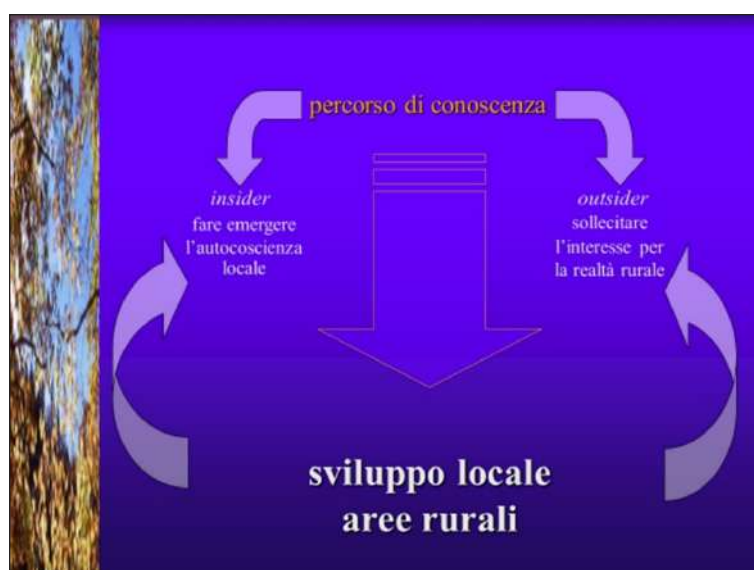 percorso di conoscenza
insider
fare emergere
l'autocoscienza
locale
outsider
sollecitare
l'interesse per
la realtà rurale
sviluppo locale
aree rurali